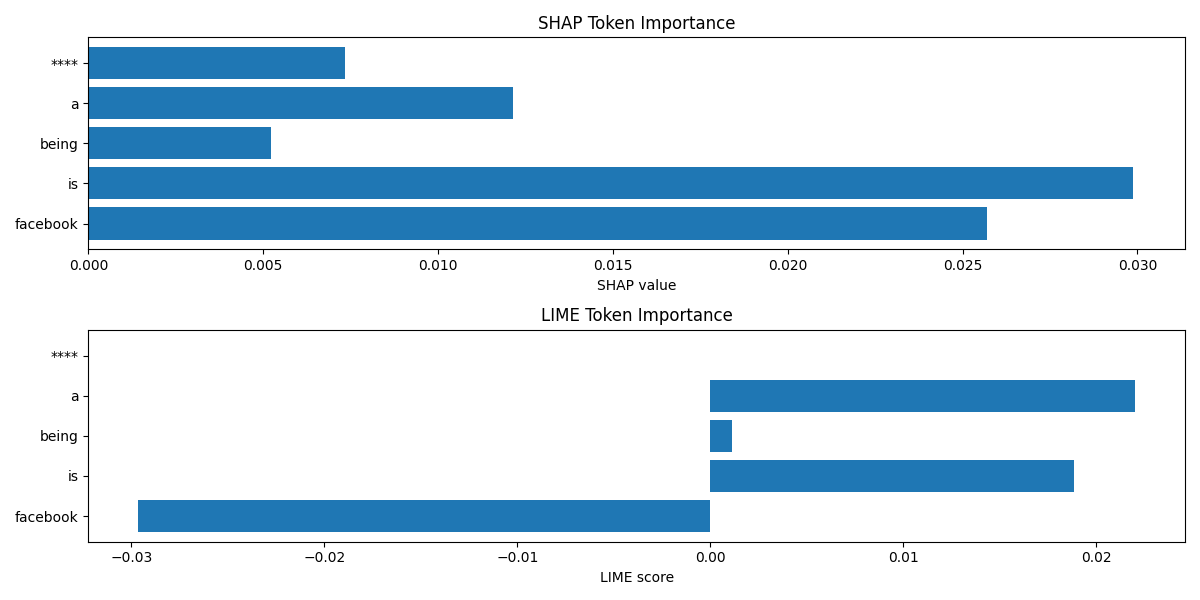 SHAP Token Importance
****
a
being
is
facebook
0.000 0.005 0.010 0.015 0.020 0.025 0.030
SHAP value
LIME Token Importance
****
a
being
is
facebook
−0.03 −0.02 −0.01 0.00 0.01 0.02
LIME score